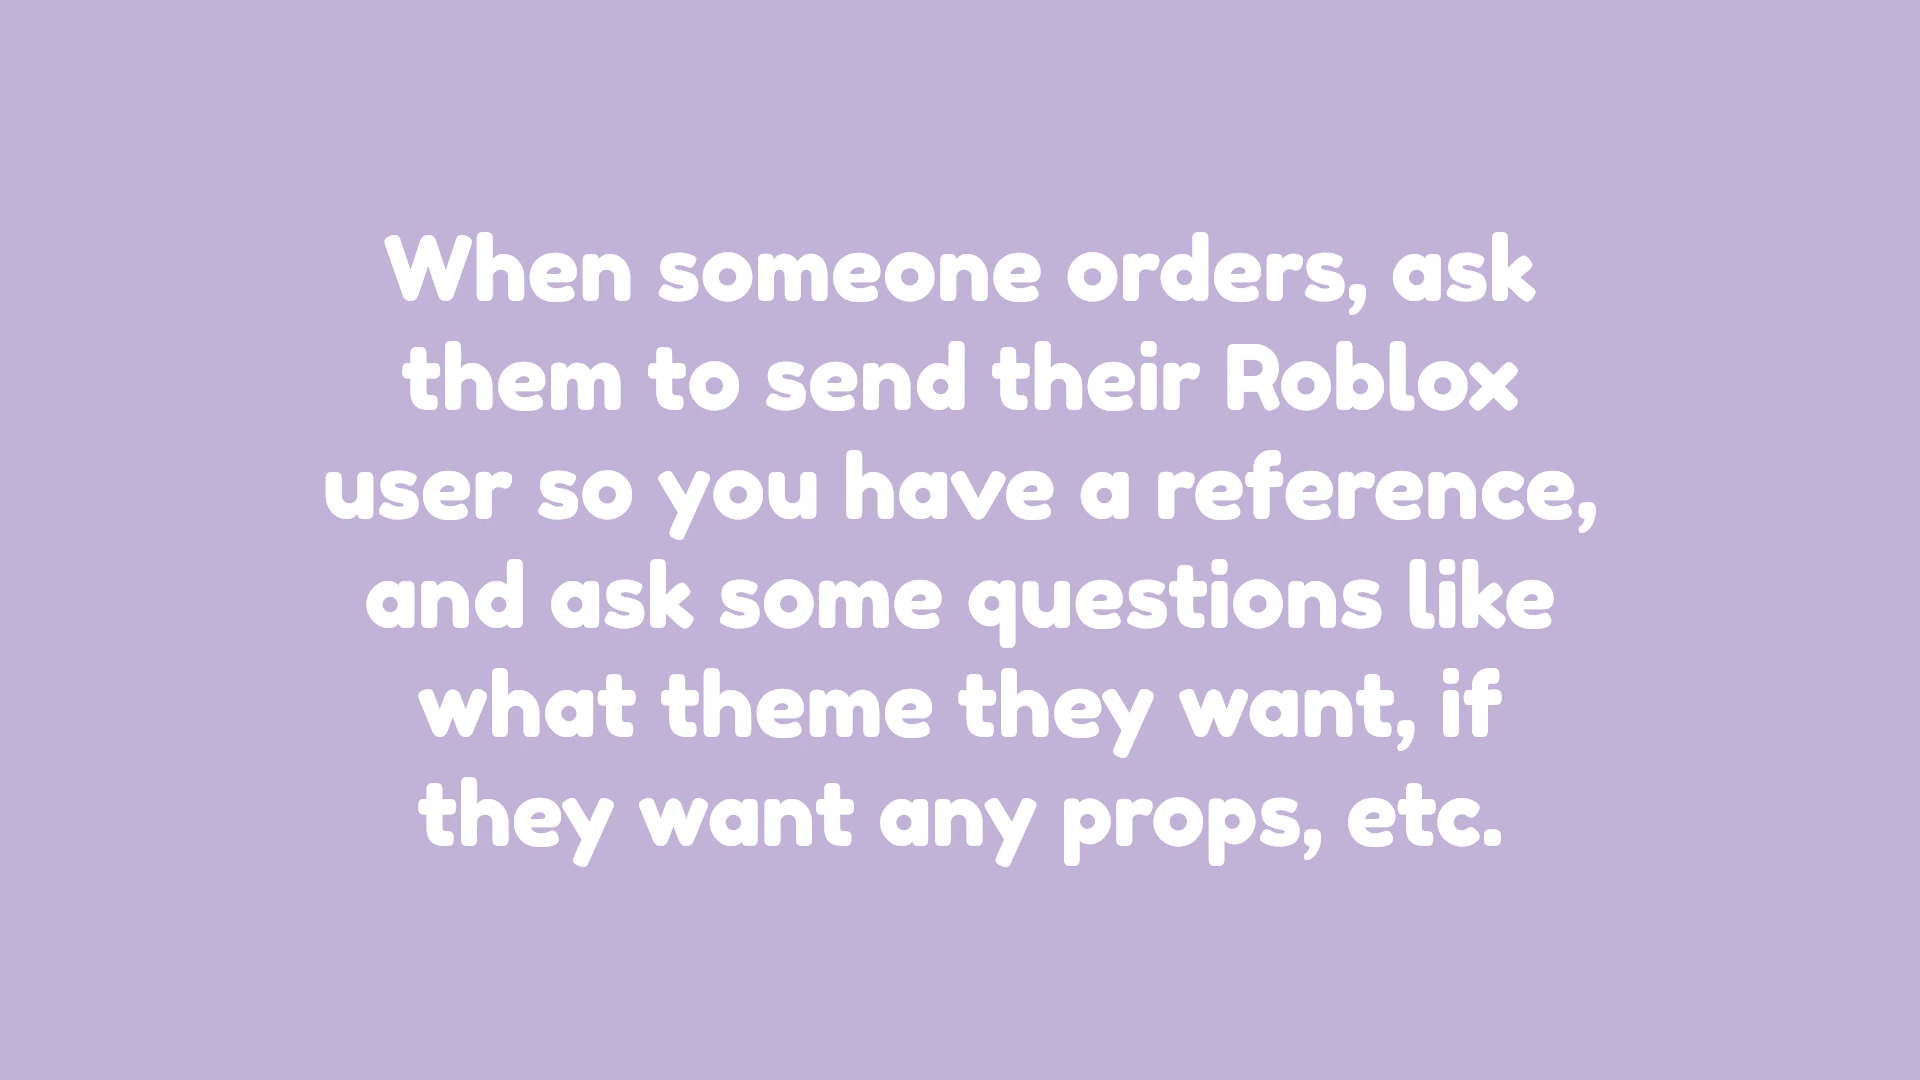 When someone orders, ask
them to send their Roblox
user so you have a reference,
and ask some questions like
what theme they want, if
they want any props, etc.